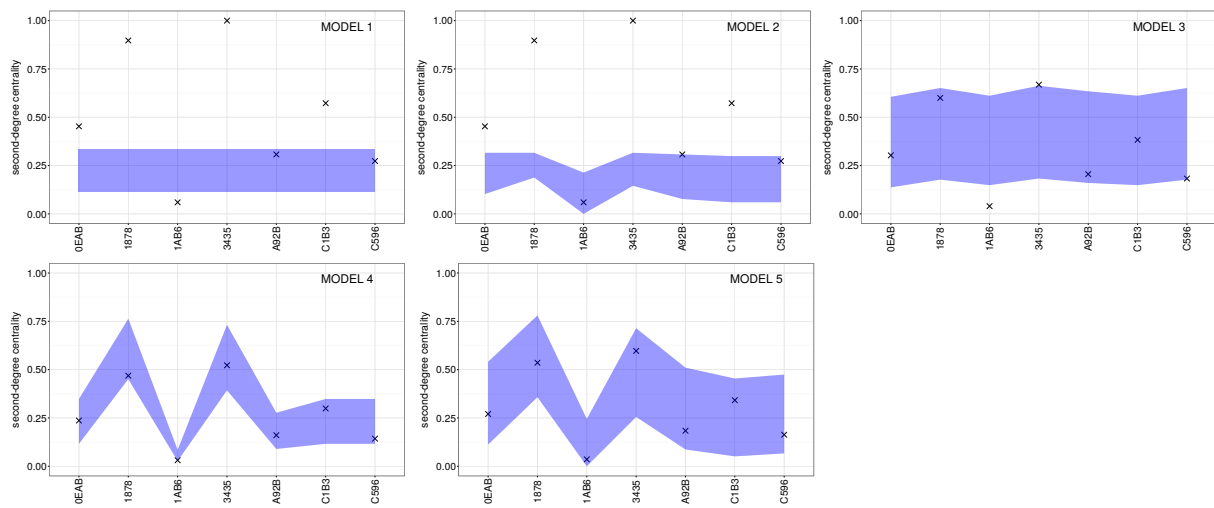 MODEL 1
second-degree centrality
1.00
0.75
0.50
0.25
0.00
0EAB
1878
1AB6
3435
A92B
C1B3
C596
MODEL 2
second-degree centrality
1.00
0.75
0.50
0.25
0.00
0EAB
1878
1AB6
3435
A92B
C1B3
C596
MODEL 3
second-degree centrality
1.00
0.75
0.50
0.25
0.00
0EAB
1878
1AB6
3435
A92B
C1B3
C596
MODEL 4
second-degree centrality
1.00
0.75
0.50
0.25
0.00
0EAB
1878
1AB6
3435
A92B
C1B3
C596
MODEL 5
second-degree centrality
1.00
0.75
0.50
0.25
0.00
0EAB
1878
1AB6
3435
A92B
C1B3
C596